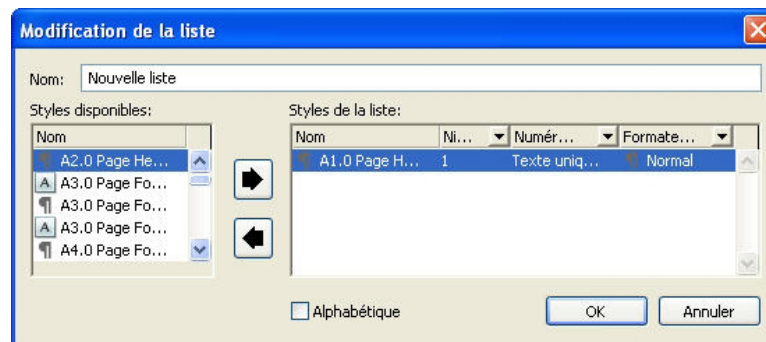 Modification de la liste
Nom: Nouvelle liste
Styles disponibles:
Nom
A2.0 Page He...
A A3.0 Page Fo...
¶ A3.0 Page Fo...
A A3.0 Page Fo...
¶ A4.0 Page Fo...
Styles de la liste:
Nom Ni... Numér... Formate...
¶ A1.0 Page H... 1 Texte uniq... ¶ Normal
Alphabétique
OK Annuler